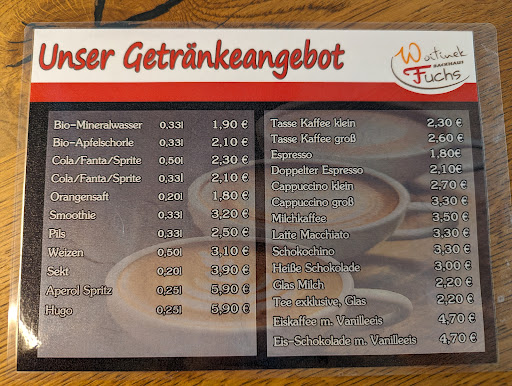 Unser Getränkeangebot
Woitinek
BACKHAUS
Fuchs
Bio-Mineralwasser 0,33l 1,90 €
Bio-Apfelschorle 0,33l 2,10 €
Cola/Fanta/Sprite 0,50l 2,30 €
Cola/Fanta/Sprite 0,33l 2,10 €
Orangensaft 0,20l 1,80 €
Smoothie 0,33l 3,20 €
Pils 0,33l 2,50 €
Weizen 0,50l 3,10 €
Sekt 0,20l 3,90 €
Aperol Spritz 0,25l 5,90 €
Hugo 0,25l 5,90 €
Tasse Kaffee klein 2,30 €
Tasse Kaffee groß 2,60 €
Espresso 1,80€
Doppelter Espresso 2,10€
Cappuccino klein 2,70 €
Cappuccino groß 3,30 €
Milchkaffee 3,50 €
Latte Macchiato 3,30 €
Schokochino 3,30 €
Heiße Schokolade 3,00 €
Glas Milch 2,20 €
Tee exklusive, Glas 2,20 €
Eiskaffee m. Vanilleeis 4,70 €
Eis-Schokolade m. Vanilleeis 4,70 €